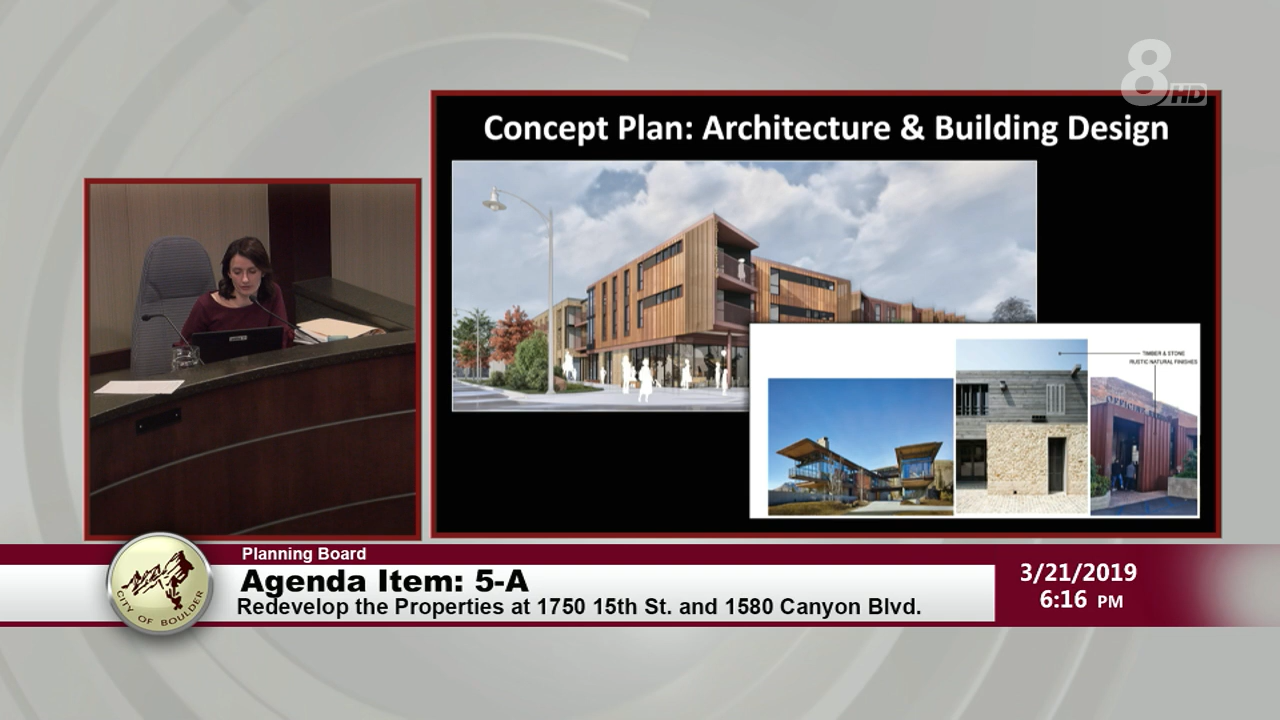 8HD
Concept Plan: Architecture & Building Design
TIMBER & STONE
RUSTIC NATURAL FINISHES
Planning Board
Agenda Item: 5-A
Redevelop the Properties at 1750 15th St. and 1580 Canyon Blvd.
3/21/2019
6:16 PM
CITY OF BOULDER